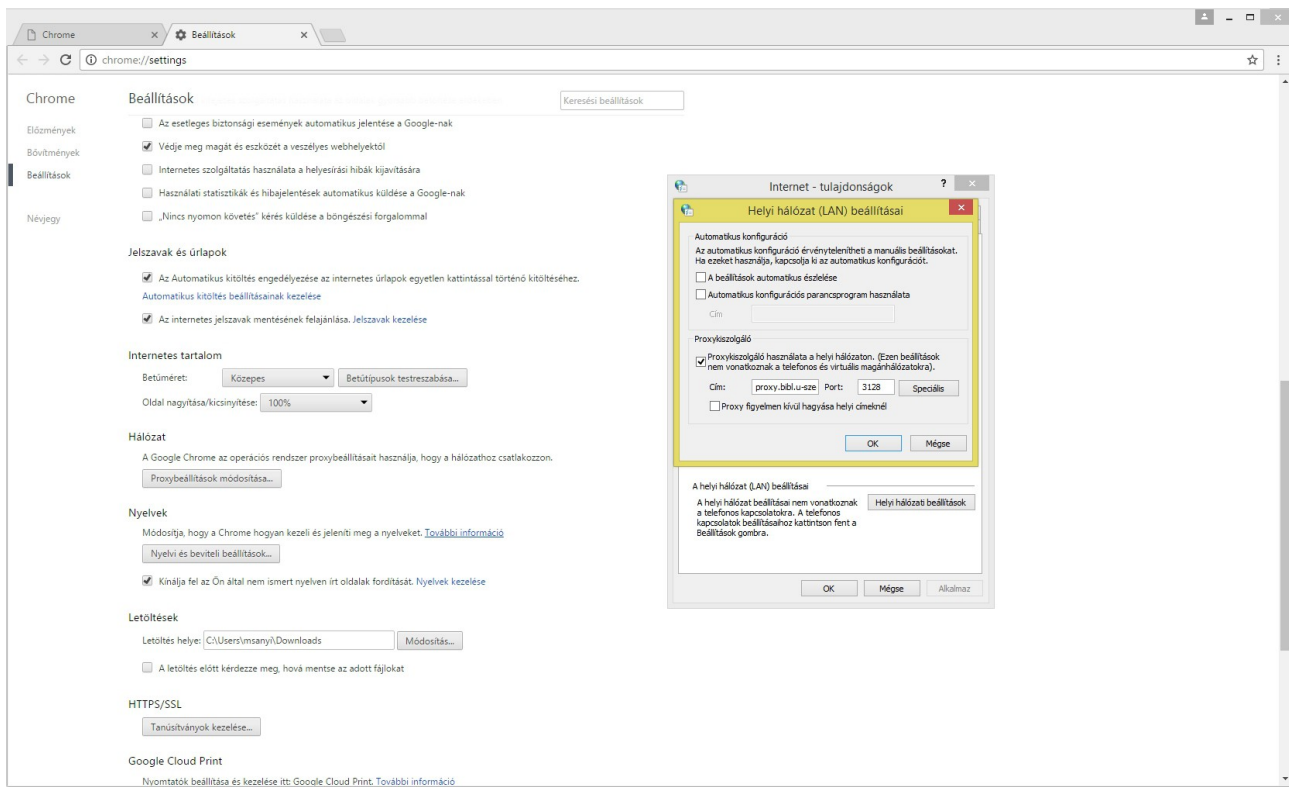 Chrome
Beállítások
chrome://settings
Chrome
Előzmények
Bővítmények
Beállítások
Névjegy
Beállítások
Keresési beállítások
Az esetleges biztonsági események automatikus jelentése a Google-nak
Védje meg magát és eszközét a veszélyes webhelyektől
Internetes szolgáltatás használata a helyesírási hibák kijavítására
Használati statisztikák és hibajelentések automatikus küldése a Google-nak
„Nincs nyomon követés” kérés küldése a böngészési forgalommal
Jelszavak és űrlapok
Az Automatikus kitöltés engedélyezése az internetes űrlapok egyetlen kattintással történő kitöltéséhez.
Automatikus kitöltés beállításainak kezelése
Az internetes jelszavak mentésének felajánlása. Jelszavak kezelése
Internetes tartalom
Betűméret: Közepes Betűtípusok testreszabása...
Oldal nagyítása/kicsinyítése: 100%
Hálózat
A Google Chrome az operációs rendszer proxybeállításait használja, hogy a hálózathoz csatlakozzon.
Proxybeállítások módosítása...
Nyelvek
Módosítja, hogy a Chrome hogyan kezeli és jeleníti meg a nyelveket. További információ
Nyelvi és beviteli beállítások...
Kínálja fel az Ön által nem ismert nyelven írt oldalak fordítását. Nyelvek kezelése
Letöltések
Letöltés helye: C:\Users\msanyi\Downloads Módosítás...
A letöltés előtt kérdezze meg, hová mentse az adott fájlokat
HTTPS/SSL
Tanúsítványok kezelése...
Google Cloud Print
Nyomtatók beállítása és kezelése itt: Google Cloud Print. További információ
Internet - tulajdonságok
Helyi hálózat (LAN) beállításai
Automatikus konfiguráció
Az automatikus konfiguráció érvénytelenítheti a manuális beállításokat.
Ha ezeket használja, kapcsolja ki az automatikus konfigurációt.
A beállítások automatikus észlelése
Automatikus konfigurációs parancsprogram használata
Cím
Proxykiszolgáló
Proxykiszolgáló használata a helyi hálózaton. (Ezen beállítások
nem vonatkoznak a telefonos és virtuális magánhálózatokra).
Cím: proxy.bibl.u-sze Port: 3128 Speciális
Proxy figyelmen kívül hagyása helyi címeknél
OK Mégse
A helyi hálózat (LAN) beállításai
A helyi hálózat beállításai nem vonatkoznak
a telefonos kapcsolatokra. A telefonos
kapcsolatok beállításaihoz kattintson fent a
Beállítások gombra.
Helyi hálózati beállítások
OK Mégse Alkalmaz